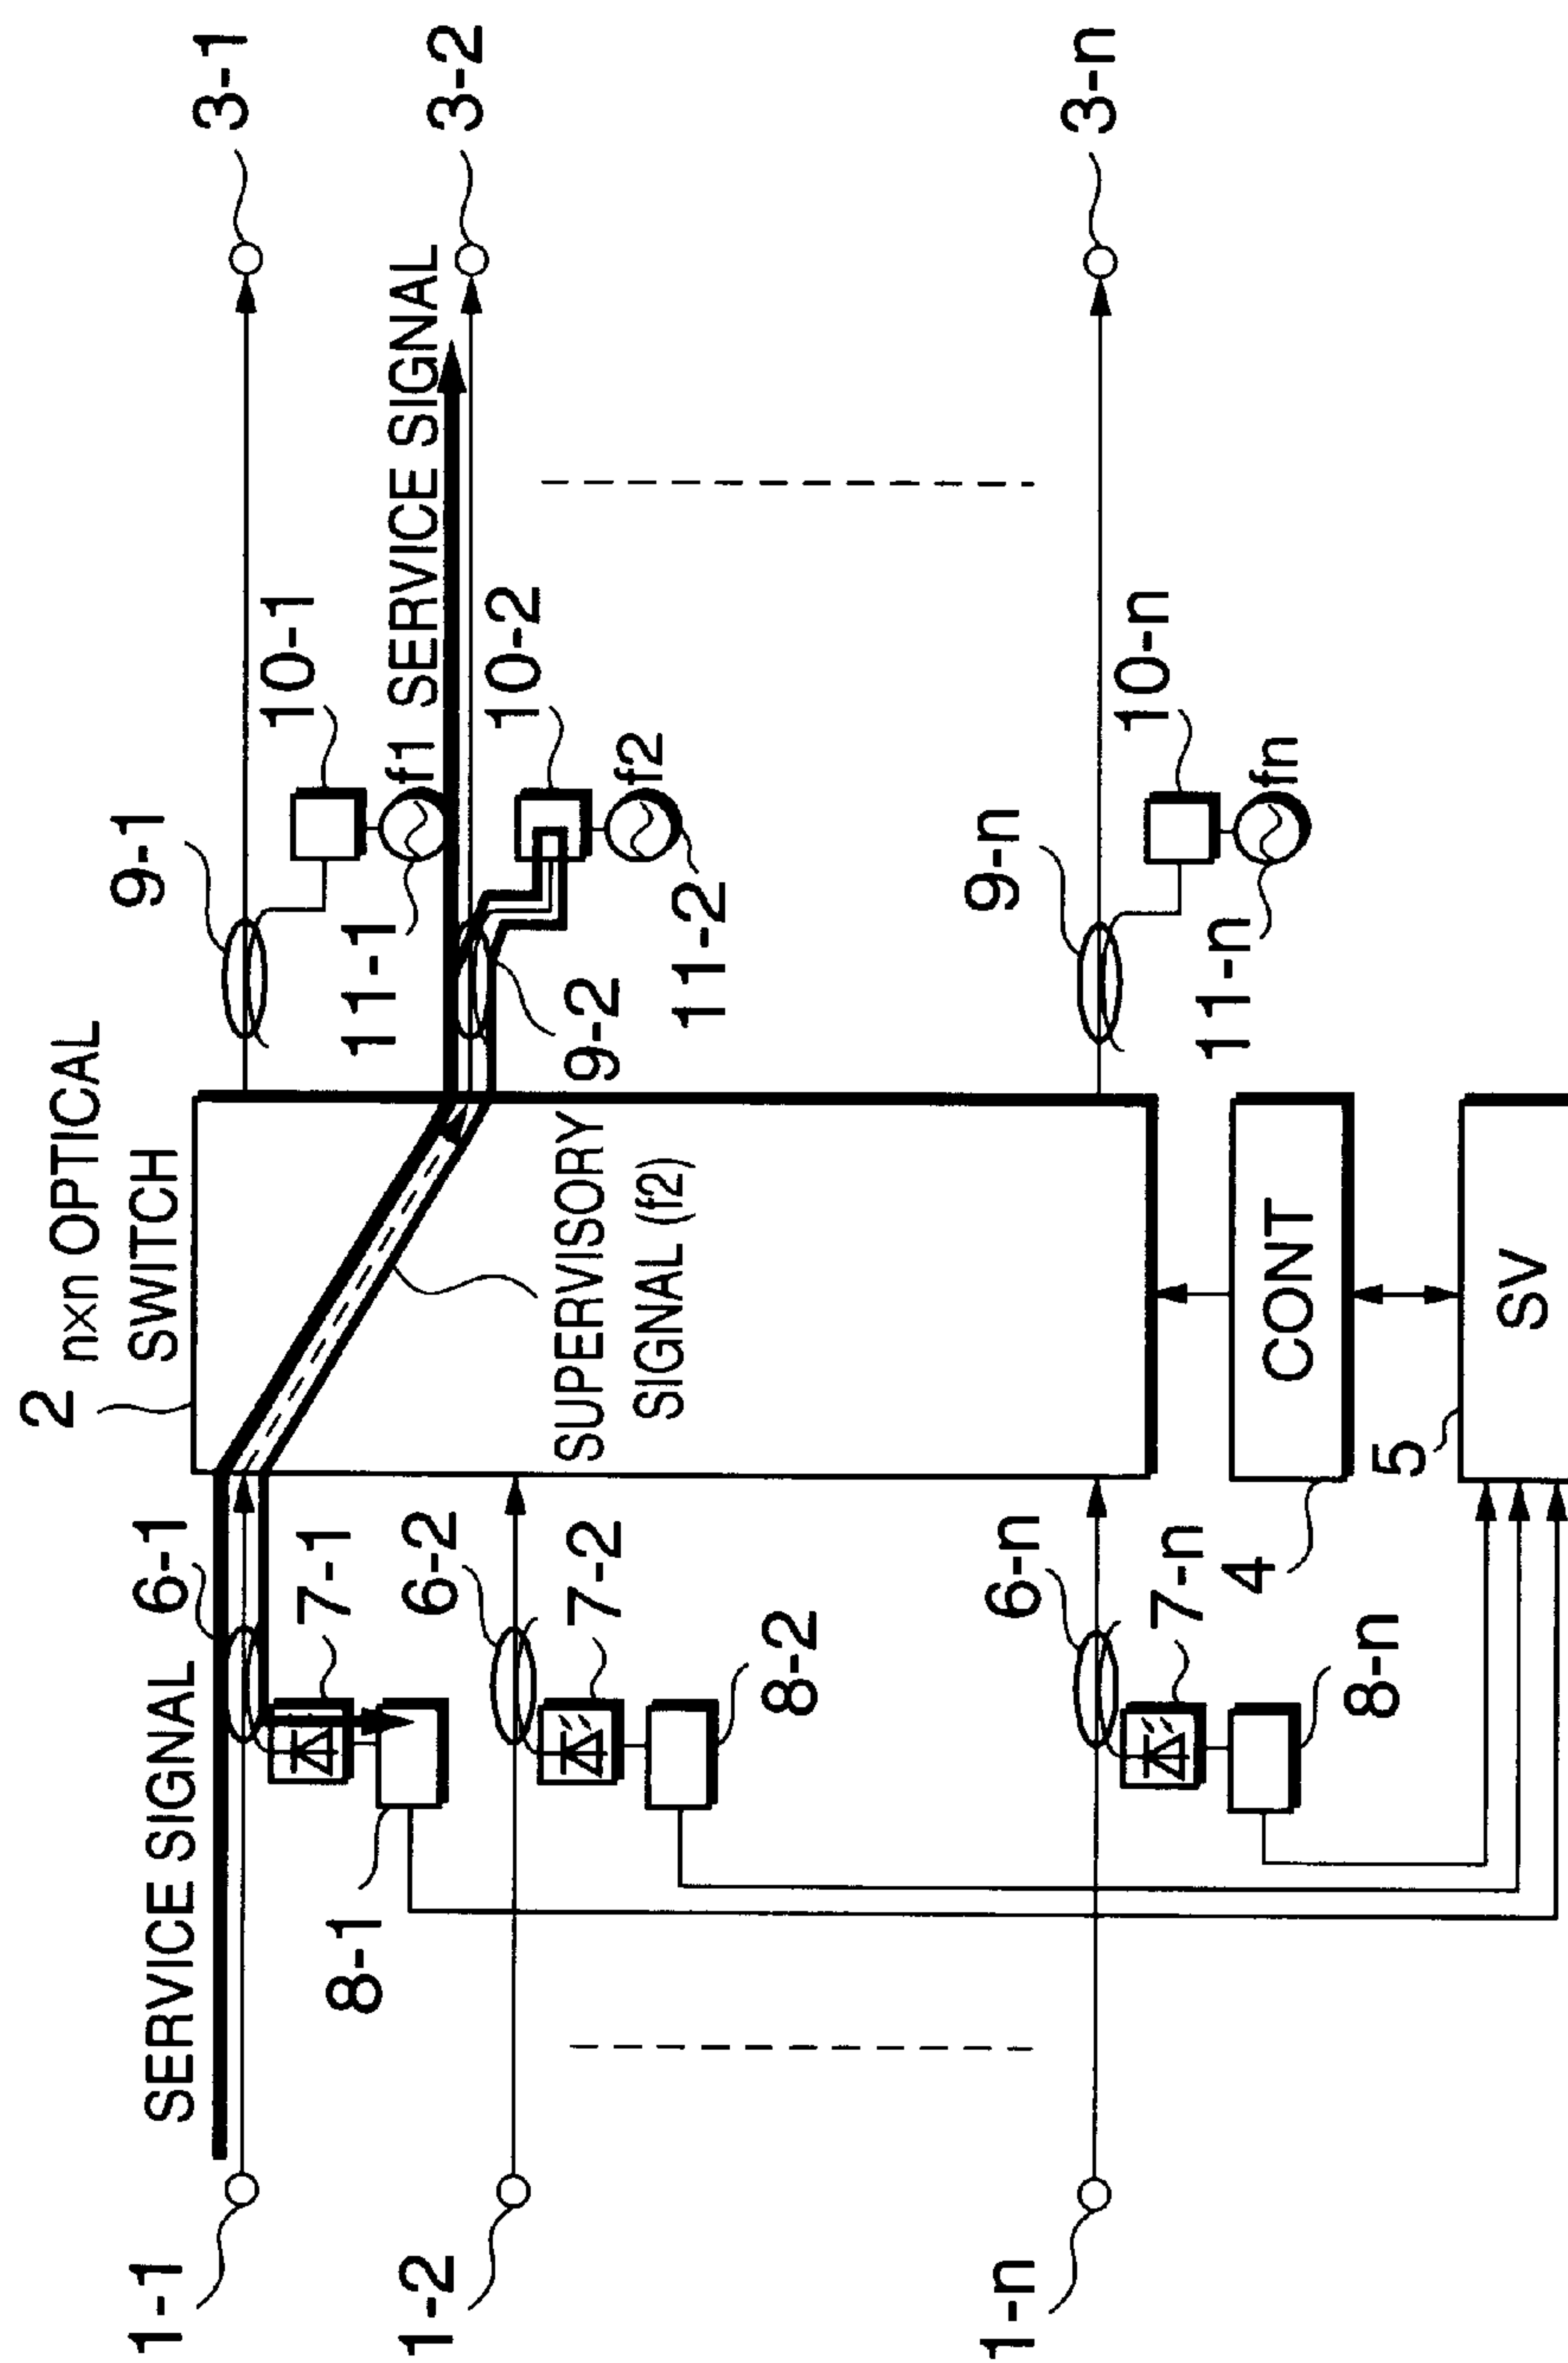 2
n×n OPTICAL
SWITCH
SERVICE SIGNAL
1-1
6-1
7-1
8-1
9-1
10-1
11-1
f1
3-1
SERVICE SIGNAL
1-2
6-2
7-2
8-2
SUPERVISORY
SIGNAL (f2)
9-2
10-2
11-2
f2
3-2
1-n
6-n
7-n
8-n
9-n
10-n
11-n
fn
3-n
4
CONT
5
SV